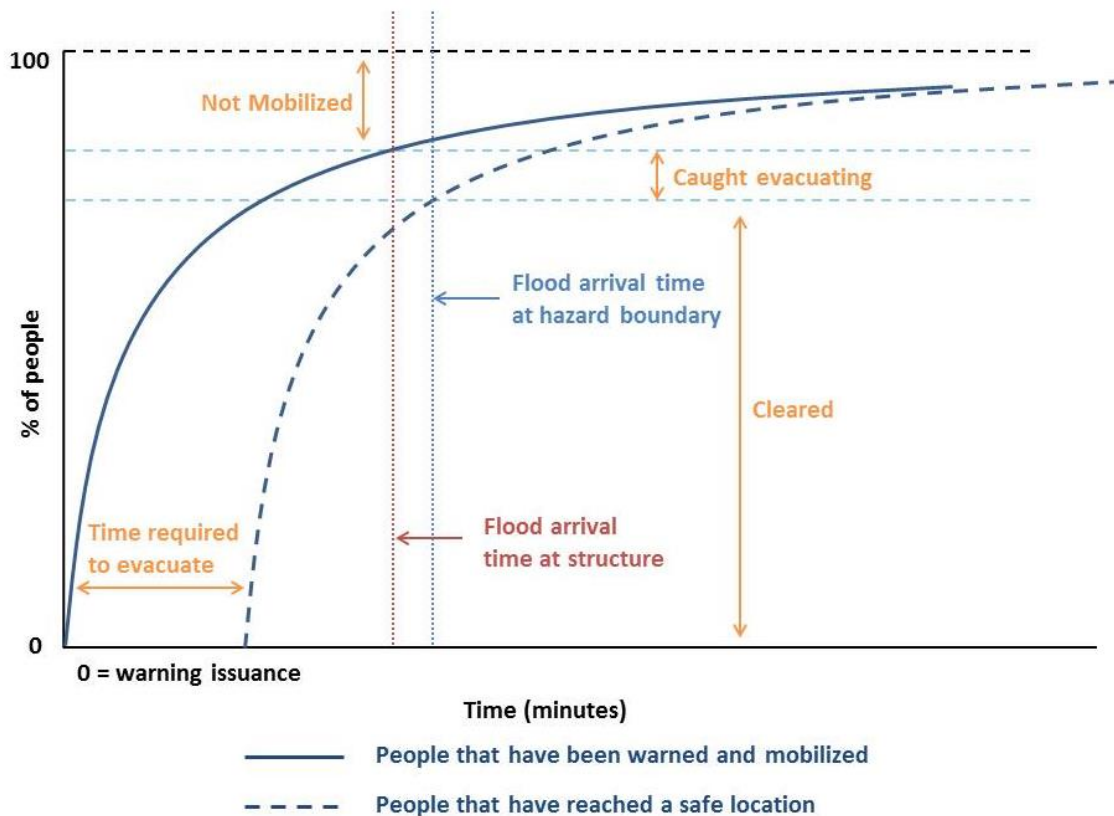 100
Not Mobilized
Caught evacuating
Flood arrival time
at hazard boundary
% of people
Cleared
Time required
to evacuate
Flood arrival
time at structure
0
0 = warning issuance
Time (minutes)
People that have been warned and mobilized
People that have reached a safe location